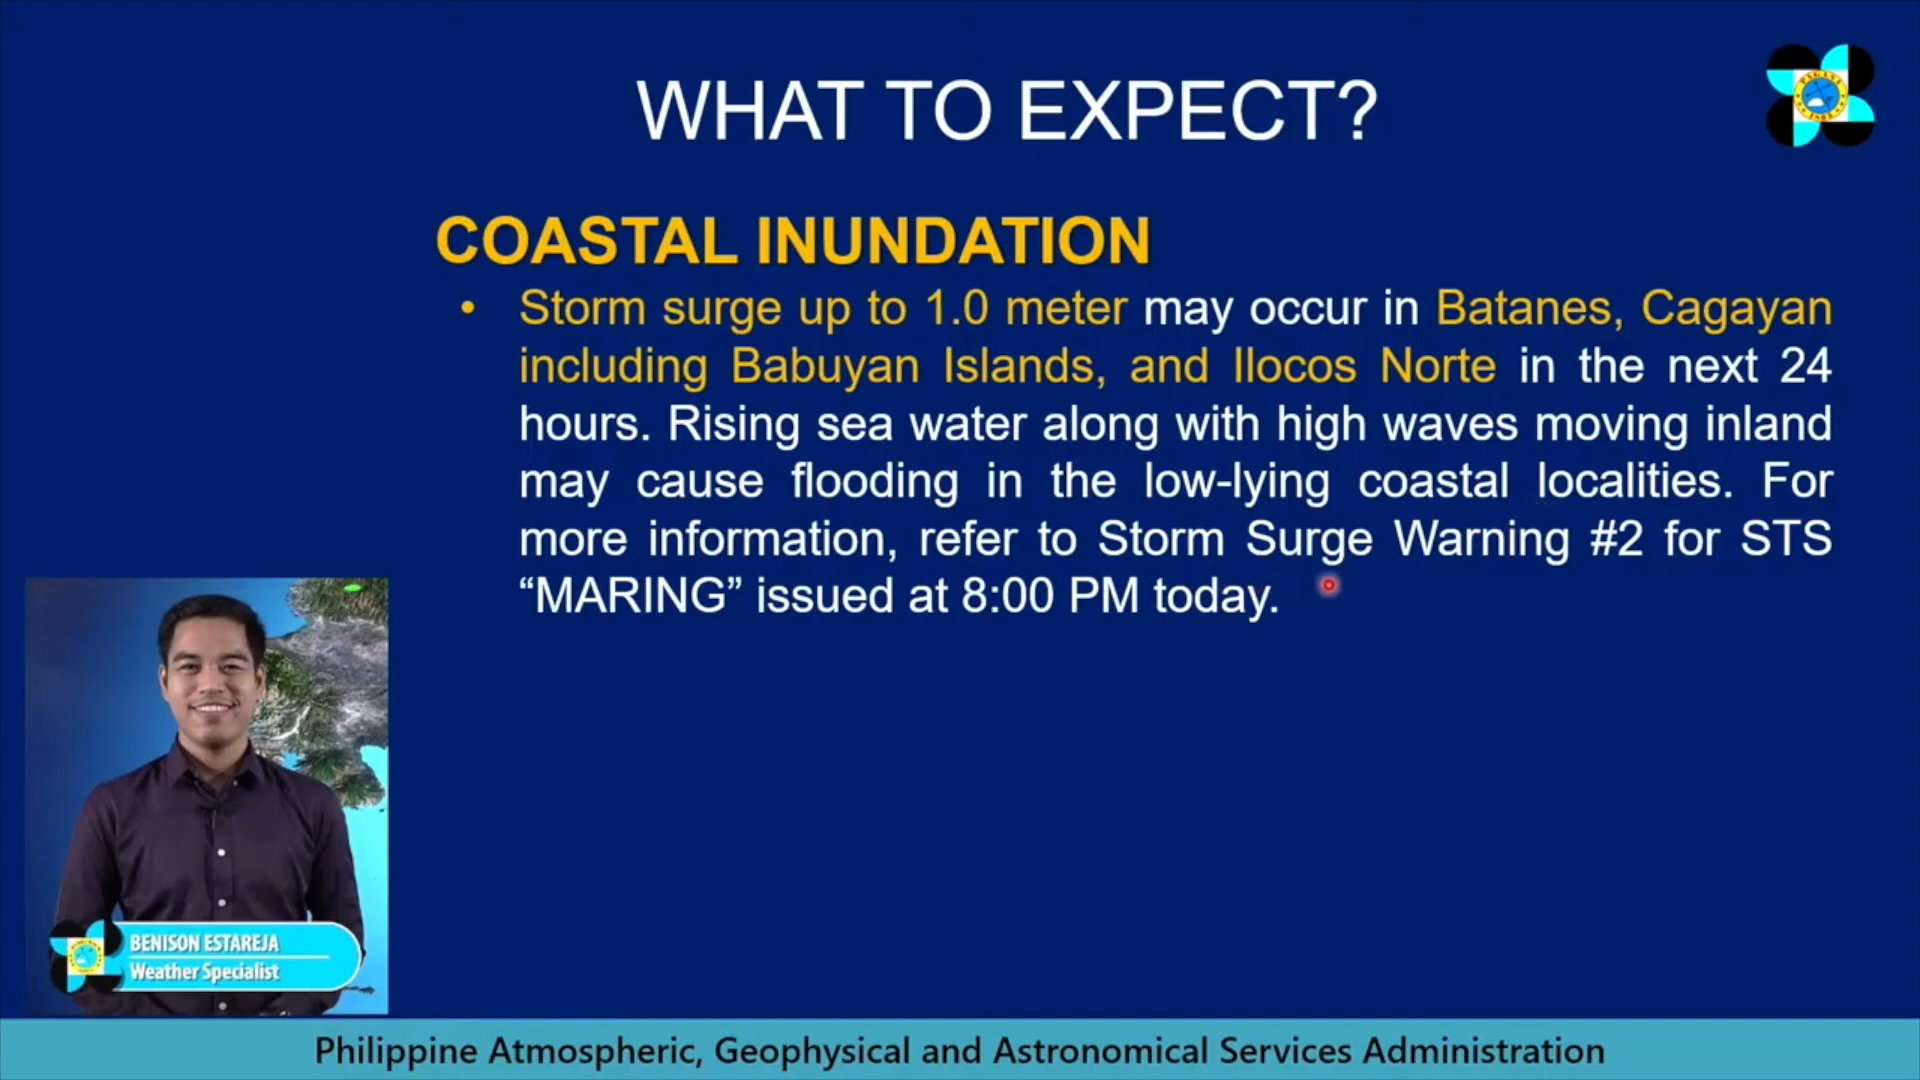 WHAT TO EXPECT?
COASTAL INUNDATION
• Storm surge up to 1.0 meter may occur in Batanes, Cagayan
including Babuyan Islands, and Ilocos Norte in the next 24
hours. Rising sea water along with high waves moving inland
may cause flooding in the low-lying coastal localities. For
more information, refer to Storm Surge Warning #2 for STS
“MARING” issued at 8:00 PM today.
BENISON ESTAREJA
Weather Specialist
Philippine Atmospheric, Geophysical and Astronomical Services Administration